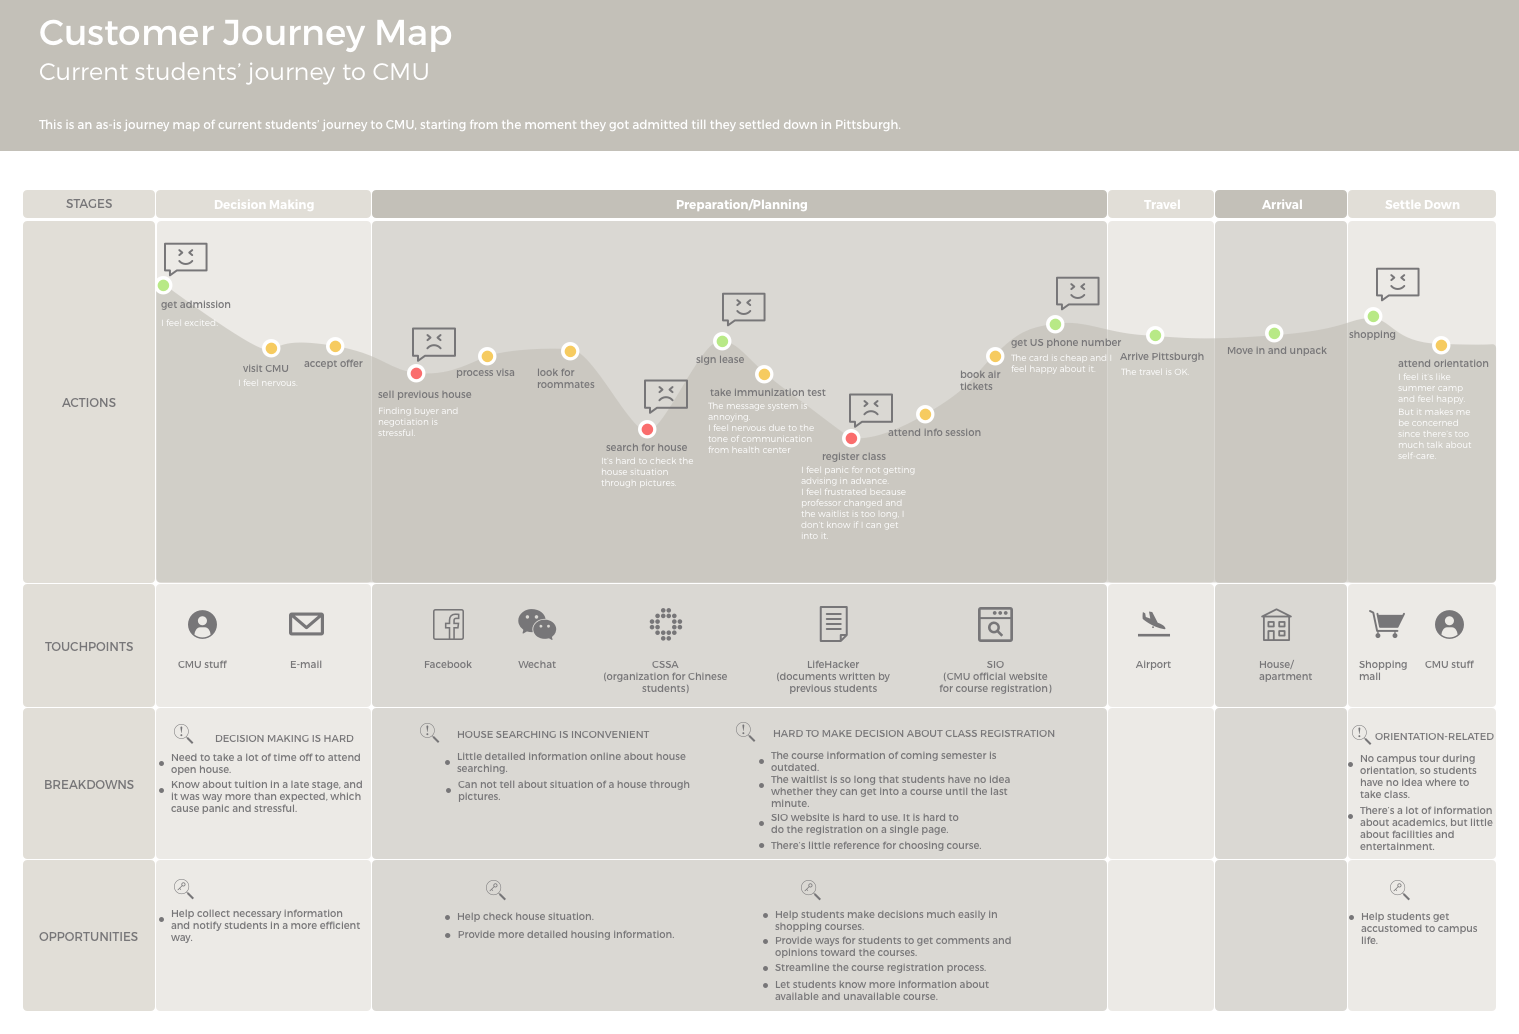 Customer Journey Map
Current students' journey to CMU
This is an as-is journey map of current students' journey to CMU, starting from the moment they got admitted till they settled down in Pittsburgh.
STAGES
Decision Making
Preparation/Planning
Travel
Arrival
Settle Down
ACTIONS
get admission
I feel excited.
visit CMU
I feel nervous.
accept offer
sell previous house
Finding buyer and
negotiation is
stressful.
process visa
look for
roommates
search for house
It's hard to check the
house situation
through pictures.
sign lease
take immunization test
The message system is
annoying.
I feel nervous due to the
tone of communication
from health center
register class
I feel panic for not getting
advising in advance.
I feel frustrated because
professor changed and
the waitlist is too long, I
don't know if I can get
into it.
attend info session
book air
tickets
get US phone number
The card is cheap and I
feel happy about it.
Arrive Pittsburgh
The travel is OK.
Move in and unpack
shopping
attend orientation
I feel it's like
summer camp
and feel happy.
But it makes me
be concerned
since there's too
much talk about
self-care.
TOUCHPOINTS
CMU stuff
E-mail
Facebook
Wechat
CSSA
(organization for Chinese
students)
LifeHacker
(documents written by
previous students
SIO
(CMU official website
for course registration)
Airport
House/
apartment
Shopping
mall
CMU stuff
BREAKDOWNS
DECISION MAKING IS HARD
Need to take a lot of time off to attend
open house.
Know about tuition in a late stage, and
it was way more than expected, which
cause panic and stressful.
HOUSE SEARCHING IS INCONVENIENT
Little detailed information online about house
searching.
Can not tell about situation of a house through
pictures.
HARD TO MAKE DECISION ABOUT CLASS REGISTRATION
The course information of coming semester is
outdated.
The waitlist is so long that students have no idea
whether they can get into a course until the last
minute.
SIO website is hard to use. It is hard to
do the registration on a single page.
There's little reference for choosing course.
ORIENTATION-RELATED
No campus tour during
orientation, so students
have no idea where to
take class.
There's a lot of information
about academics, but little
about facilities and
entertainment.
OPPORTUNITIES
Help collect necessary information
and notify students in a more efficient
way.
Help check house situation.
Provide more detailed housing information.
Help students make decisions much easily in
shopping courses.
Provide ways for students to get comments and
opinions toward the courses.
Streamline the course registration process.
Let students know more information about
available and unavailable course.
Help students get
accustomed to campus
life.